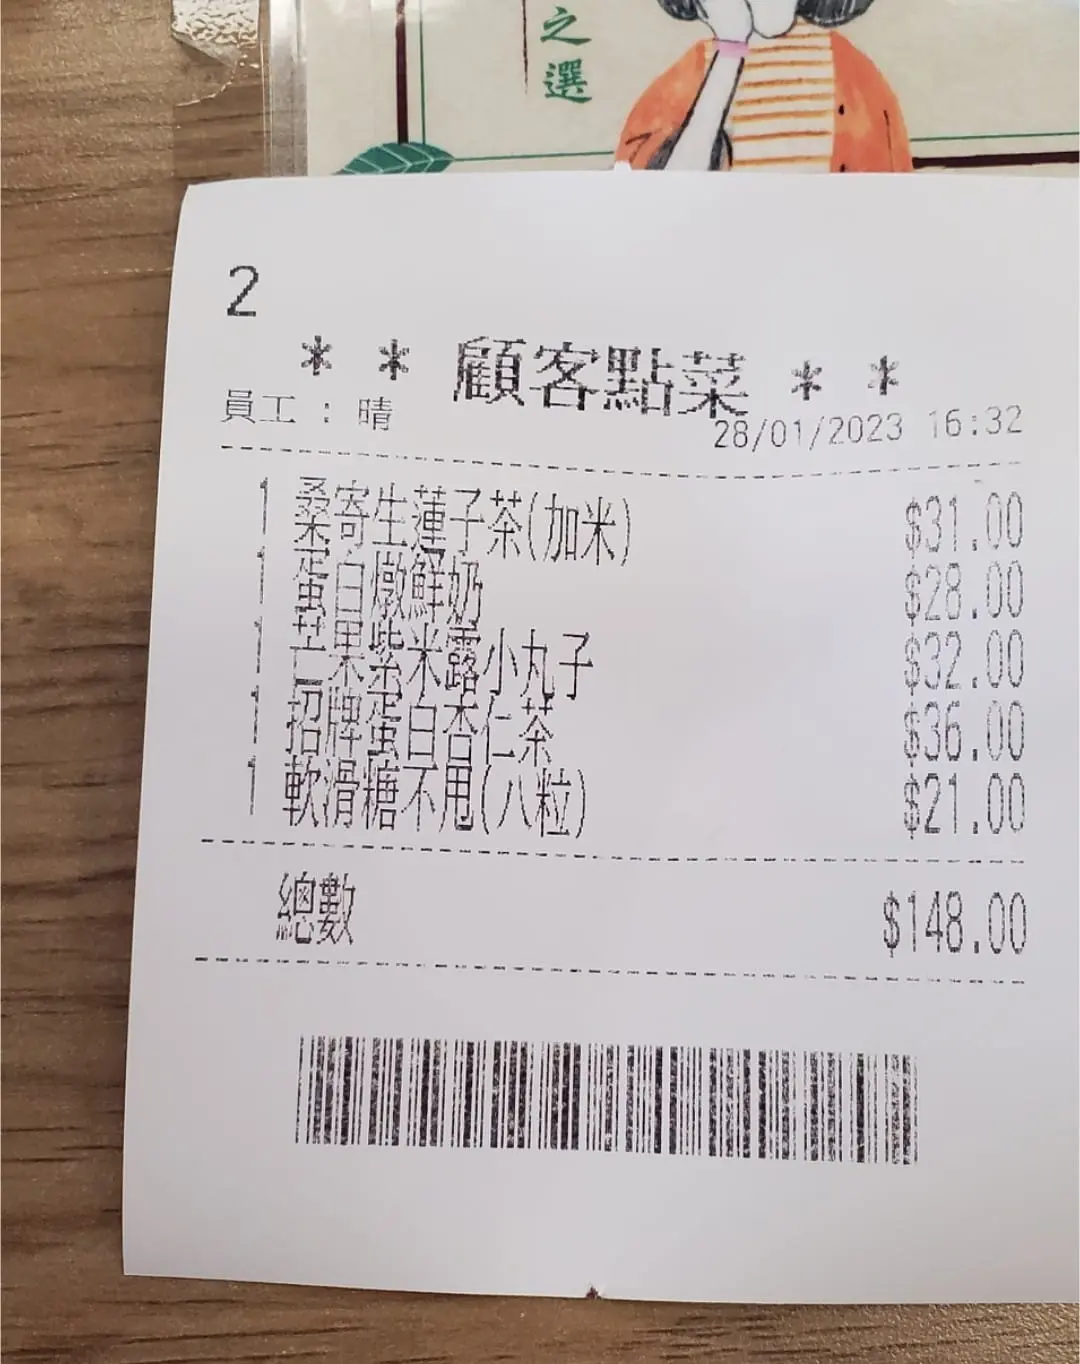 之選
2
* * 顧客點菜 * *
員工 : 晴
28/01/2023 16:32
1 桑寄生蓮子茶(加米) $31.00
1 蛋白燉鮮奶 $28.00
1 芒果紫米露小丸子 $32.00
1 招牌蛋白杏仁茶 $36.00
1 軟滑糖不甩(八粒) $21.00
總數 $148.00